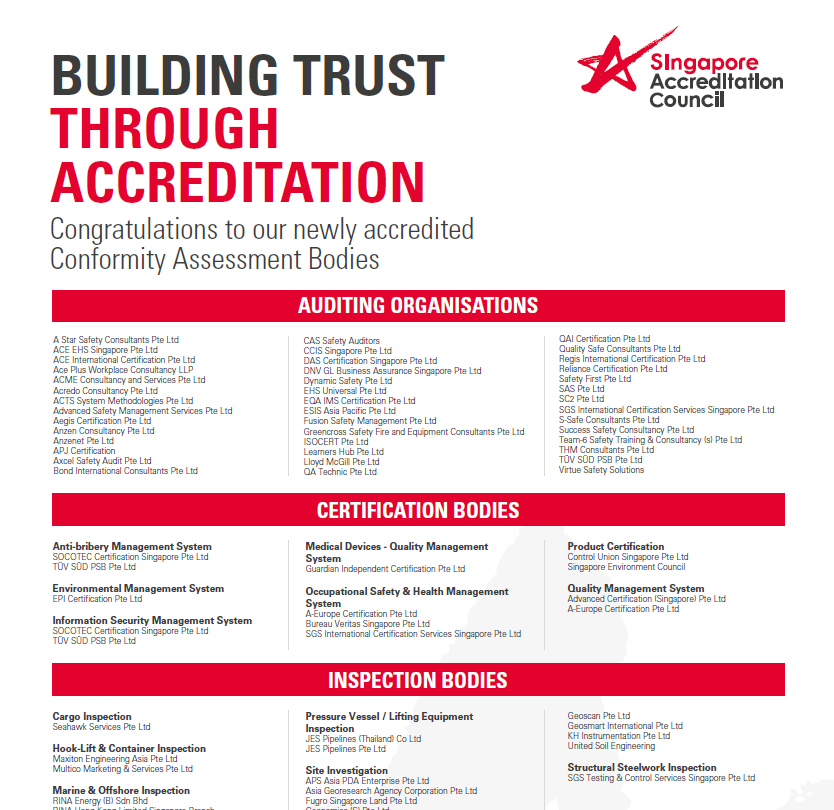 BUILDING TRUST
THROUGH
ACCREDITATION
Singapore
Accreditation
Council
Congratulations to our newly accredited
Conformity Assessment Bodies
AUDITING ORGANISATIONS
A Star Safety Consultants Pte Ltd
ACE EHS Singapore Pte Ltd
ACE International Certification Pte Ltd
Ace Plus Workplace Consultancy LLP
ACME Consultancy and Services Pte Ltd
Acredo Consultancy Pte Ltd
ACTS System Methodologies Pte Ltd
Advanced Safety Management Services Pte Ltd
Aegis Certification Pte Ltd
Anzen Consultancy Pte Ltd
Anzenet Pte Ltd
APJ Certification
Axcel Safety Audit Pte Ltd
Bond International Consultants Pte Ltd
CAS Safety Auditors
CCIS Singapore Pte Ltd
DAS Certification Singapore Pte Ltd
DNV GL Business Assurance Singapore Pte Ltd
Dynamic Safety Pte Ltd
EHS Universal Pte Ltd
EQA IMS Certification Pte Ltd
ESIS Asia Pacific Pte Ltd
Fusion Safety Management Pte Ltd
Greencross Safety Fire and Equipment Consultants Pte Ltd
ISOCERT Pte Ltd
Learners Hub Pte Ltd
Lloyd McGill Pte Ltd
QA Technic Pte Ltd
QAI Certification Pte Ltd
Quality Safe Consultants Pte Ltd
Regis International Certification Pte Ltd
Reliance Certification Pte Ltd
Safety First Pte Ltd
SAS Pte Ltd
SC2 Pte Ltd
SGS International Certification Services Singapore Pte Ltd
S-Safe Consultants Pte Ltd
Success Safety Consultancy Pte Ltd
Team-6 Safety Training & Consultancy (s) Pte Ltd
THM Consultants Pte Ltd
TÜV SÜD PSB Pte Ltd
Virtue Safety Solutions
CERTIFICATION BODIES
Anti-bribery Management System
SOCOTEC Certification Singapore Pte Ltd
TÜV SÜD PSB Pte Ltd
Environmental Management System
EPI Certification Pte Ltd
Information Security Management System
SOCOTEC Certification Singapore Pte Ltd
TÜV SÜD PSB Pte Ltd
Medical Devices - Quality Management
System
Guardian Independent Certification Pte Ltd
Occupational Safety & Health Management
System
A-Europe Certification Pte Ltd
Bureau Veritas Singapore Pte Ltd
SGS International Certification Services Singapore Pte Ltd
Product Certification
Control Union Singapore Pte Ltd
Singapore Environment Council
Quality Management System
Advanced Certification (Singapore) Pte Ltd
A-Europe Certification Pte Ltd
INSPECTION BODIES
Cargo Inspection
Seahawk Services Pte Ltd
Hook-Lift & Container Inspection
Maxiton Engineering Asia Pte Ltd
Multico Marketing & Services Pte Ltd
Marine & Offshore Inspection
RINA Energy (B) Sdn Bhd
RINA Hong Kong Limited Singapore Branch
Pressure Vessel / Lifting Equipment
Inspection
JES Pipelines (Thailand) Co Ltd
JES Pipelines Pte Ltd
Site Investigation
APS Asia PDA Enterprise Pte Ltd
Asia Georesearch Agency Corporation Pte Ltd
Fugro Singapore Land Pte Ltd
Geoscan Pte Ltd
Geosmart International Pte Ltd
KH Instrumentation Pte Ltd
United Soil Engineering
Structural Steelwork Inspection
SGS Testing & Control Services Singapore Pte Ltd